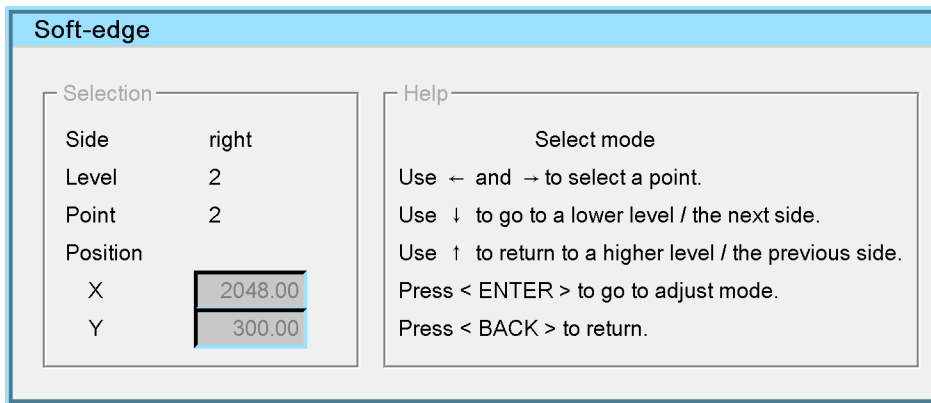 Soft-edge
Selection
Side right
Level 2
Point 2
Position
X 2048.00
Y 300.00
Help
Select mode
Use ← and → to select a point.
Use ↓ to go to a lower level / the next side.
Use ↑ to return to a higher level / the previous side.
Press < ENTER > to go to adjust mode.
Press < BACK > to return.